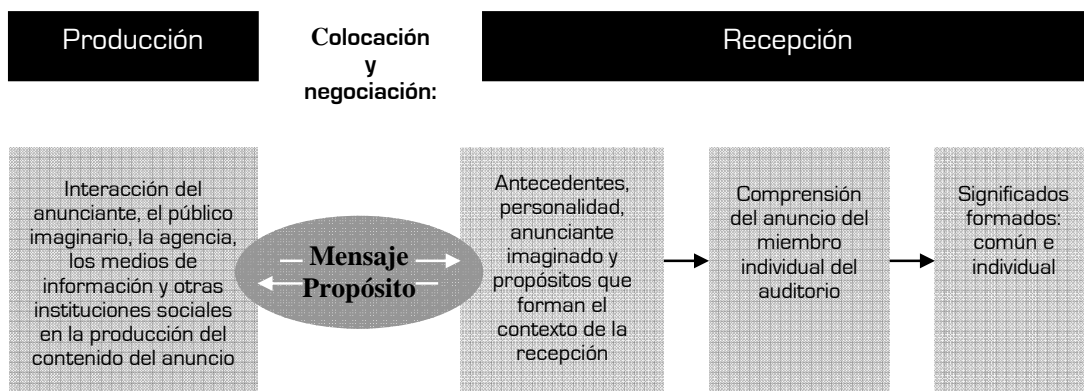 Producción
Colocación
y
negociación:
Recepción
Interacción del
anunciante, el público
imaginario, la agencia,
los medios de
información y otras
instituciones sociales
en la producción del
contenido del anuncio
Mensaje
Propósito
Antecedentes,
personalidad,
anunciante
imaginado y
propósitos que
forman el
contexto de la
recepción
Comprensión
del anuncio del
miembro
individual del
auditorio
Significados
formados:
común e
individual